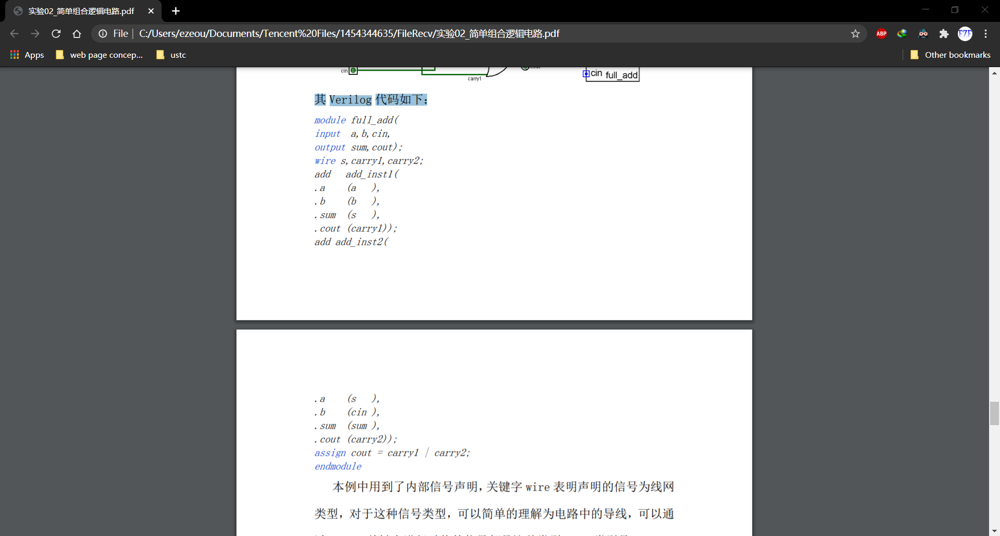 实验02_简单组合逻辑电路.pdf
File | C:/Users/ezeou/Documents/Tencent%20Files/1454344635/FileRecv/实验02_简单组合逻辑电路.pdf
ABP
EZE
Apps
web page concep...
ustc
Other bookmarks
cin 0
carry1
cin full_add
其 Verilog 代码如下：
module full_add(
input  a,b,cin,
output sum,cout);
wire s,carry1,carry2;
add   add_inst1(
.a    (a   ),
.b    (b   ),
.sum  (s   ),
.cout (carry1));
add add_inst2(
.a    (s   ),
.b    (cin ),
.sum  (sum ),
.cout (carry2));
assign cout = carry1 | carry2;
endmodule
本例中用到了内部信号声明，关键字 wire 表明声明的信号为线网
类型，对于这种信号类型，可以简单的理解为电路中的导线，可以通